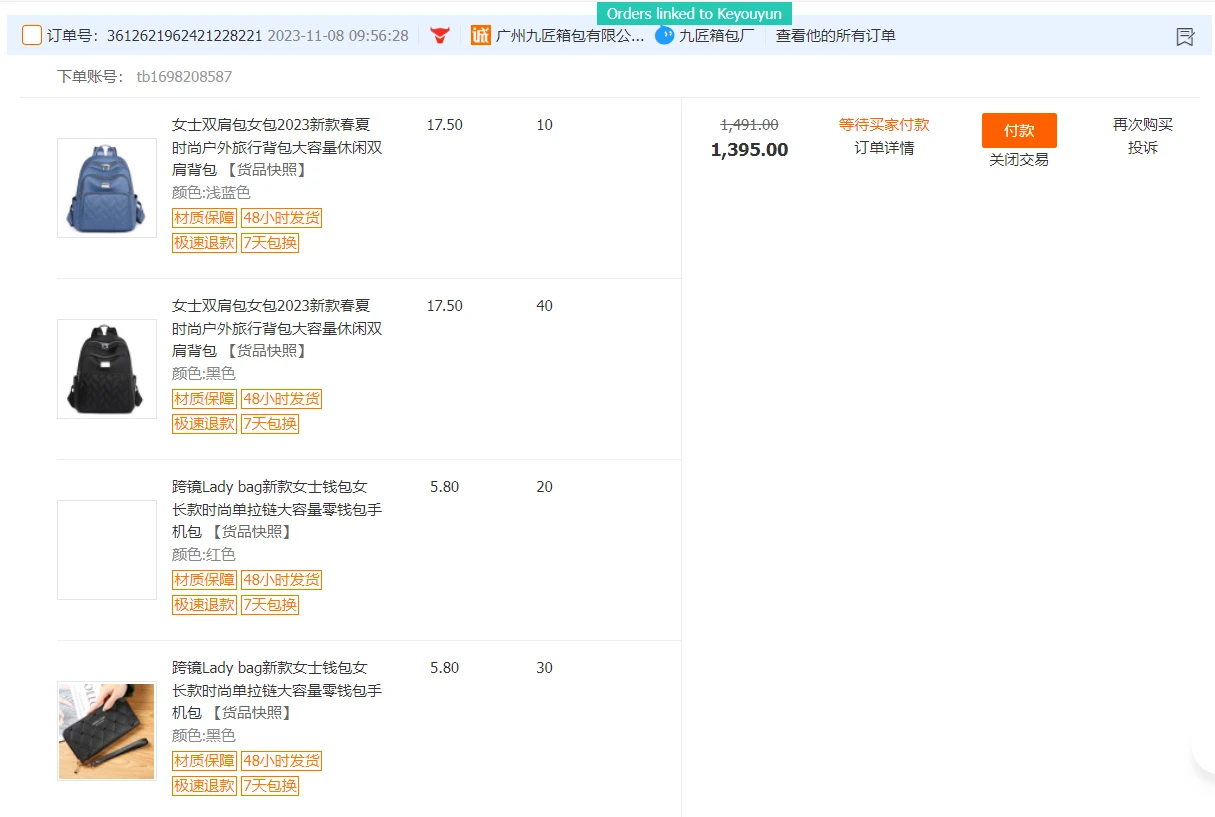 Orders linked to Keyouyun
订单号：3612621962421228221 2023-11-08 09:56:28 诚 广州九匠箱包有限公... 九匠箱包厂 查看他的所有订单
下单账号： tb1698208587
女士双肩包女包2023新款春夏 17.50 10 1,491.00 等待买家付款 付款 再次购买
时尚户外旅行背包大容量休闲双 1,395.00 订单详情 关闭交易 投诉
肩背包 【货品快照】
颜色:浅蓝色
材质保障 48小时发货
极速退款 7天包换
女士双肩包女包2023新款春夏 17.50 40
时尚户外旅行背包大容量休闲双
肩背包 【货品快照】
颜色:黑色
材质保障 48小时发货
极速退款 7天包换
跨镜Lady bag新款女士钱包女 5.80 20
长款时尚单拉链大容量零钱包手
机包 【货品快照】
颜色:红色
材质保障 48小时发货
极速退款 7天包换
跨镜Lady bag新款女士钱包女 5.80 30
长款时尚单拉链大容量零钱包手
机包 【货品快照】
颜色:黑色
材质保障 48小时发货
极速退款 7天包换